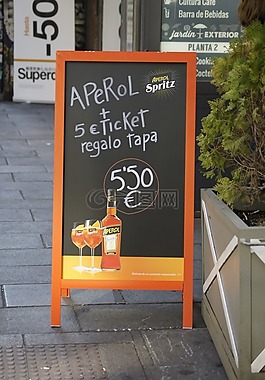 -50
Superd
Cultura Cafe
Barra de Bebidas
jardín EXTERIOR
PLANTA 2
APEROL
Spritz
APEROL
+
5 € TICKET
regalo tapa
5'50
€
APEROL